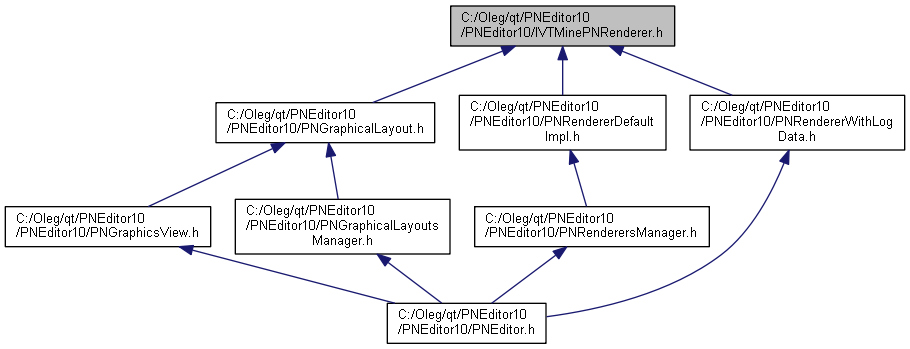 C:/Oleg/qt/PNEditor10
/PNEditor10/IVTMinePNRenderer.h
C:/Oleg/qt/PNEditor10
/PNEditor10/PNGraphicalLayout.h
C:/Oleg/qt/PNEditor10
/PNEditor10/PNRendererDefault
Impl.h
C:/Oleg/qt/PNEditor10
/PNEditor10/PNRendererWithLog
Data.h
C:/Oleg/qt/PNEditor10
/PNEditor10/PNGraphicsView.h
C:/Oleg/qt/PNEditor10
/PNEditor10/PNGraphicalLayouts
Manager.h
C:/Oleg/qt/PNEditor10
/PNEditor10/PNRenderersManager.h
C:/Oleg/qt/PNEditor10
/PNEditor10/PNEditor.h